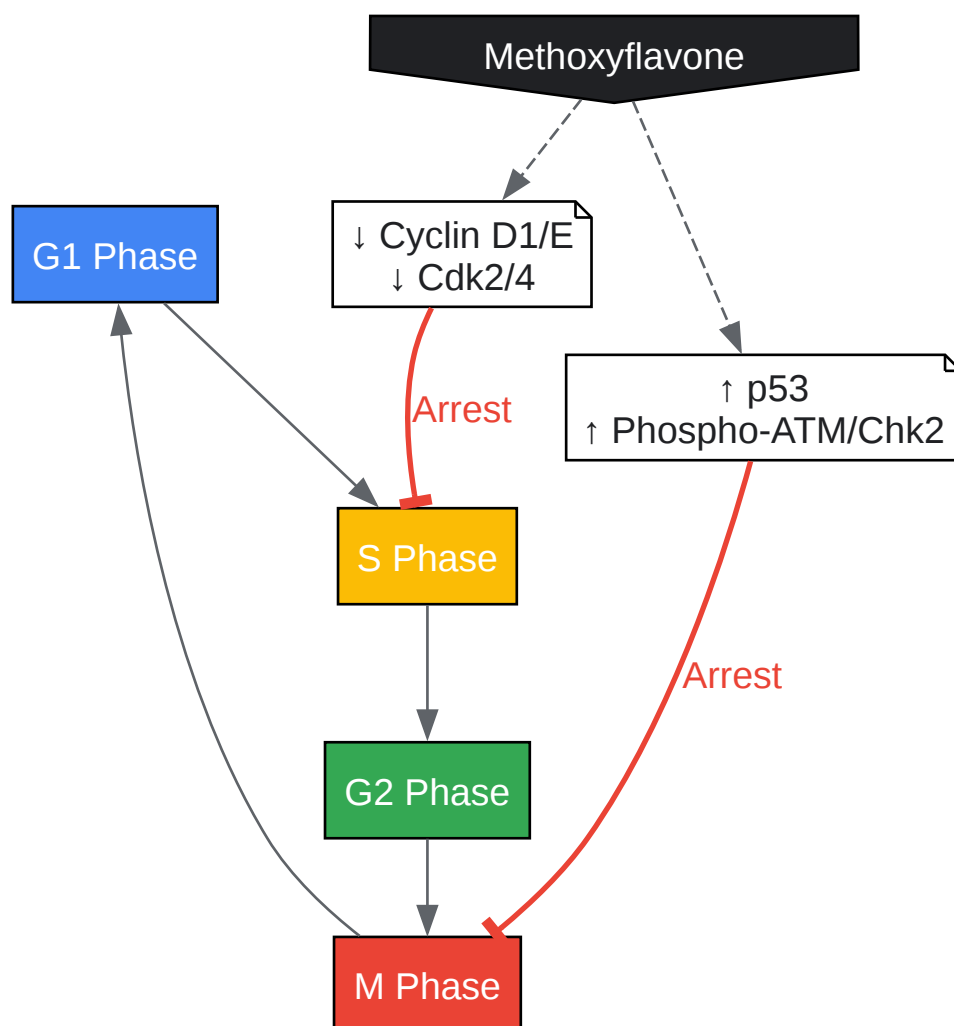 Methoxyflavone
↓ Cyclin D1/E
↓ Cdk2/4
G1 Phase
↑ p53
↑ Phospho-ATM/Chk2
Arrest
S Phase
Arrest
G2 Phase
M Phase